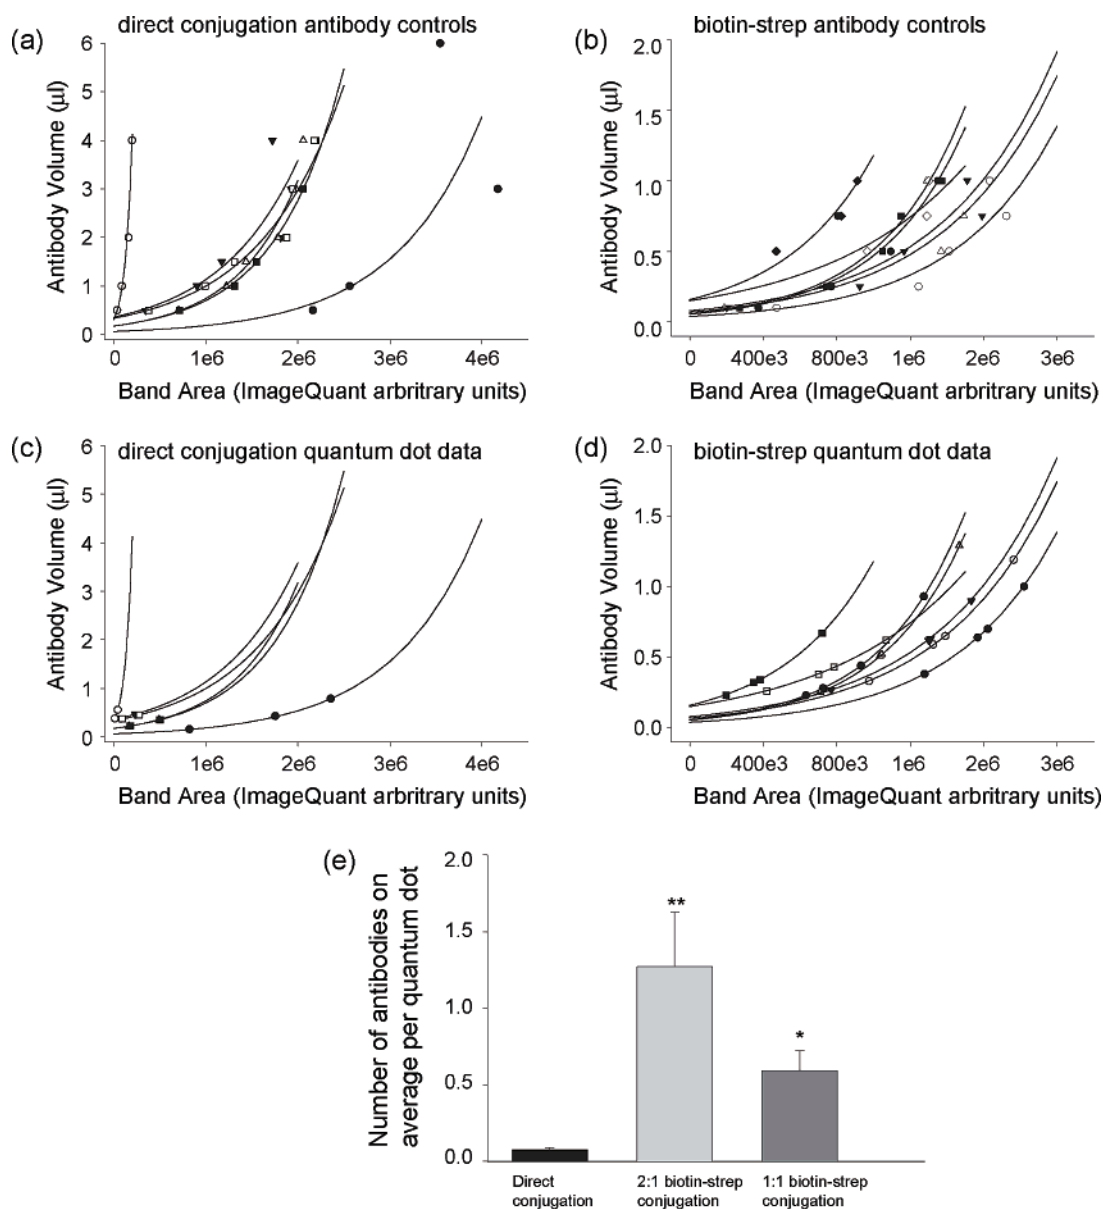 (a) direct conjugation antibody controls
6
5
4
3
2
1
0
Antibody Volume (µl)
0 1e6 2e6 3e6 4e6
Band Area (ImageQuant arbritrary units)
(b) biotin-strep antibody controls
2.0
1.5
1.0
0.5
0.0
Antibody Volume (µl)
0 400e3 800e3 1e6 2e6 3e6
Band Area (ImageQuant arbritrary units)
(c) direct conjugation quantum dot data
6
5
4
3
2
1
0
Antibody Volume (µl)
0 1e6 2e6 3e6 4e6
Band Area (ImageQuant arbritrary units)
(d) biotin-strep quantum dot data
2.0
1.5
1.0
0.5
0.0
Antibody Volume (µl)
0 400e3 800e3 1e6 2e6 3e6
Band Area (ImageQuant arbritrary units)
(e)
Number of antibodies on
average per quantum dot
2.0
1.5
1.0
0.5
0.0
**
*
Direct
conjugation
2:1 biotin-strep
conjugation
1:1 biotin-strep
conjugation